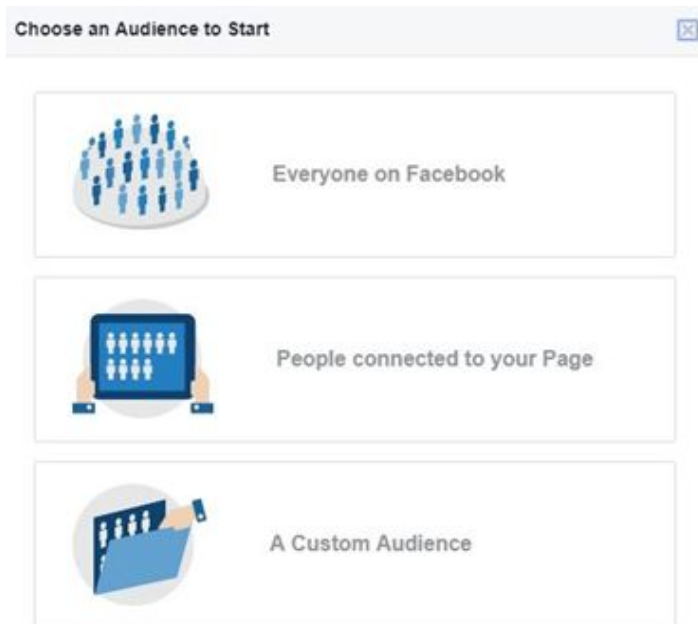 Choose an Audience to Start
Everyone on Facebook
People connected to your Page
A Custom Audience